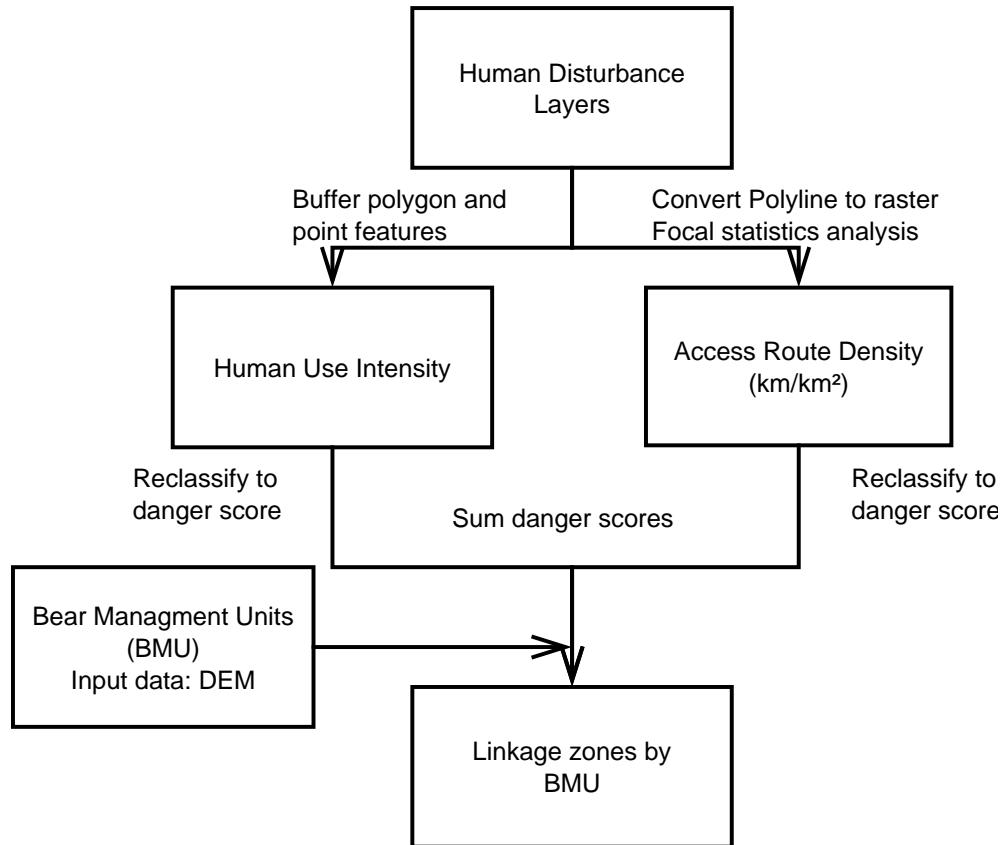 Human Disturbance
Layers
Buffer polygon and
point features
Convert Polyline to raster
Focal statistics analysis
Human Use Intensity
Access Route Density
(km/km²)
Reclassify to
danger score
Sum danger scores
Reclassify to
danger score
Bear Managment Units
(BMU)
Input data: DEM
Linkage zones by
BMU